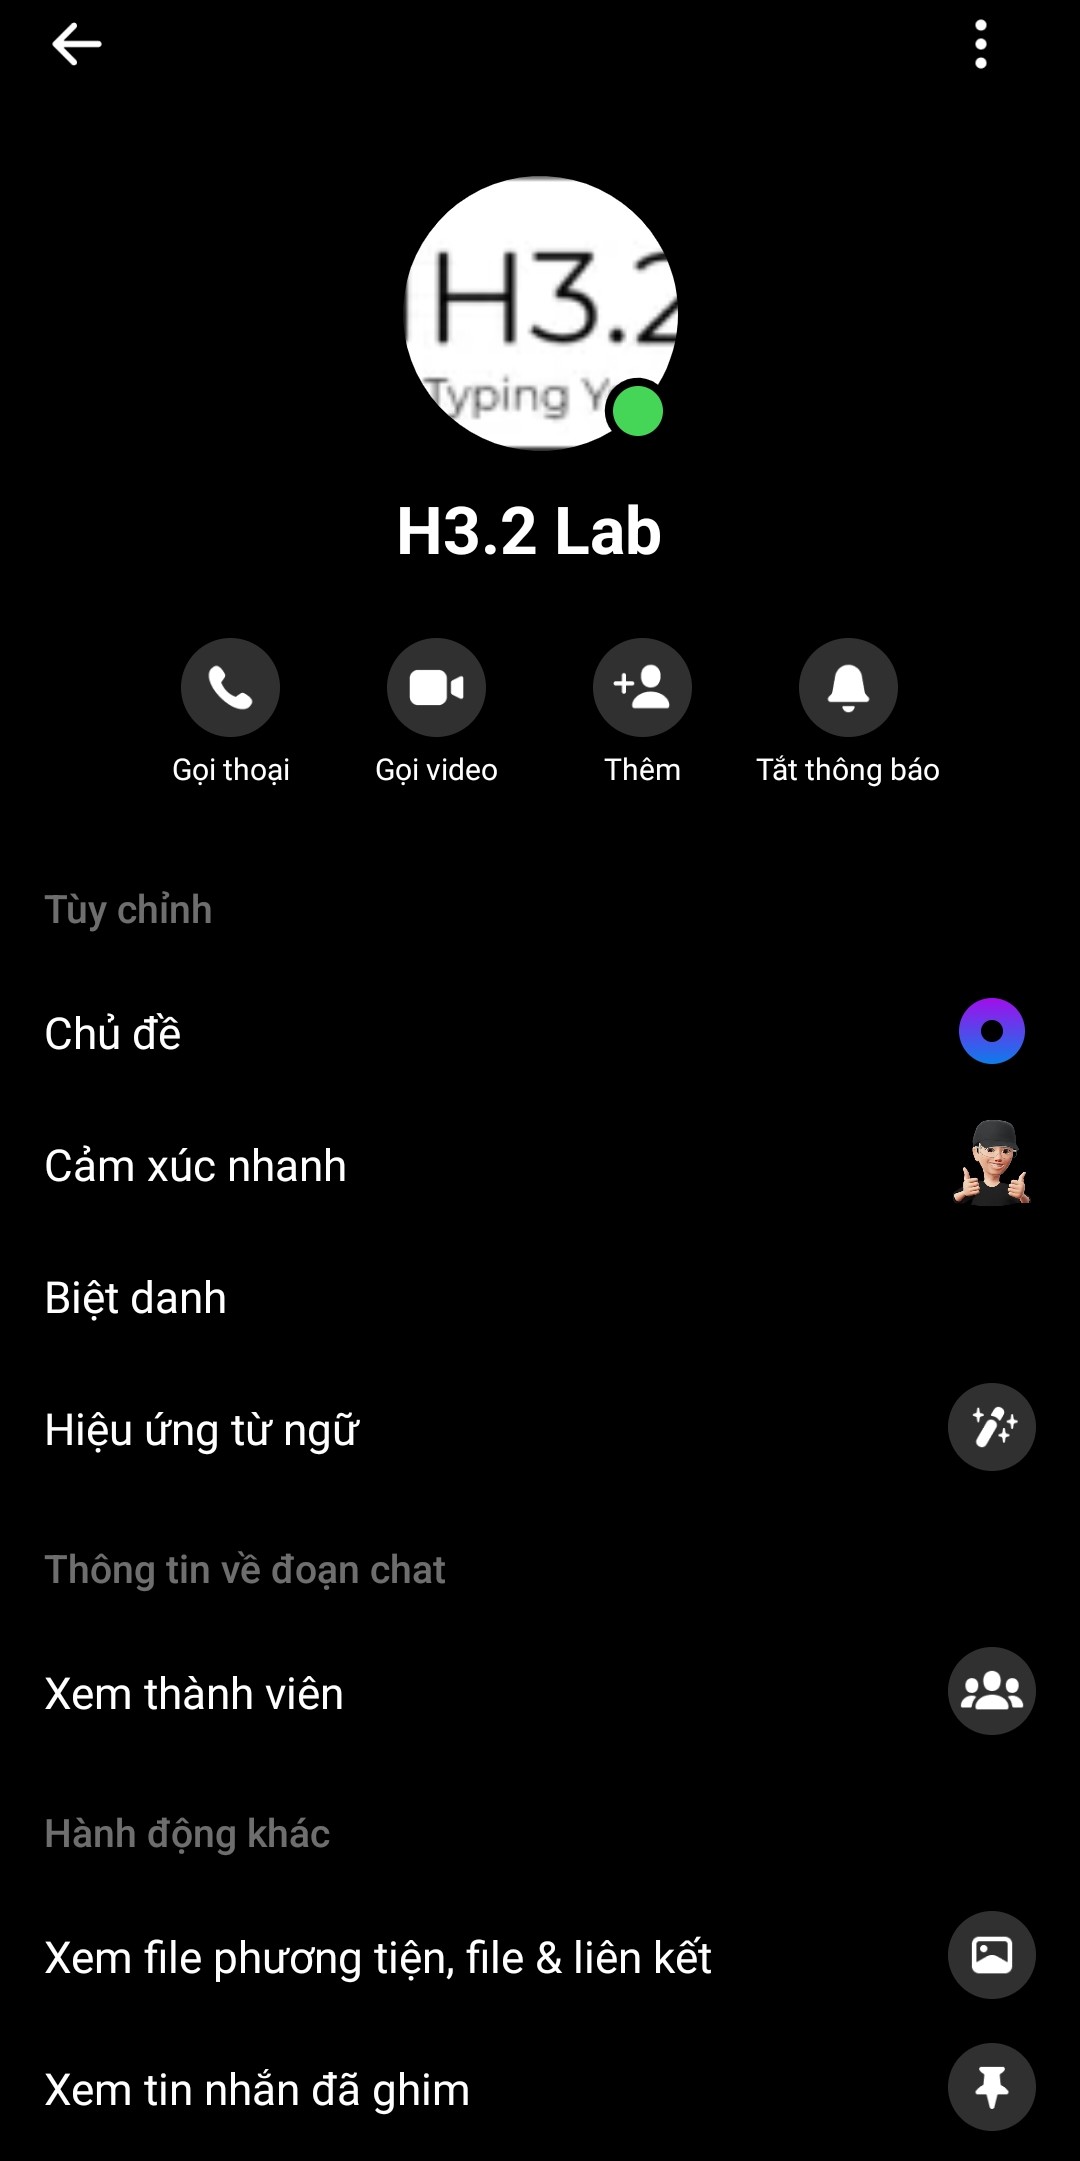 H3.2
Typing
H3.2 Lab
Gọi thoại
Gọi video
Thêm
Tắt thông báo
Tùy chỉnh
Chủ đề
Cảm xúc nhanh
Biệt danh
Hiệu ứng từ ngữ
Thông tin về đoạn chat
Xem thành viên
Hành động khác
Xem file phương tiện, file & liên kết
Xem tin nhắn đã ghim